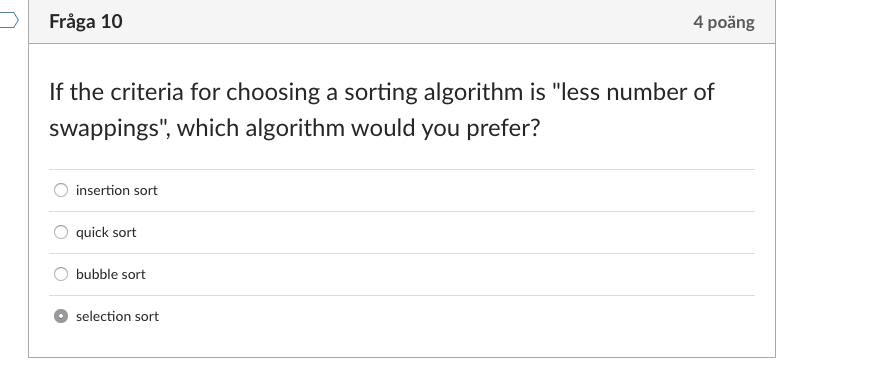 Fråga 10
4 poäng
If the criteria for choosing a sorting algorithm is "less number of
swappings", which algorithm would you prefer?
insertion sort
quick sort
bubble sort
selection sort